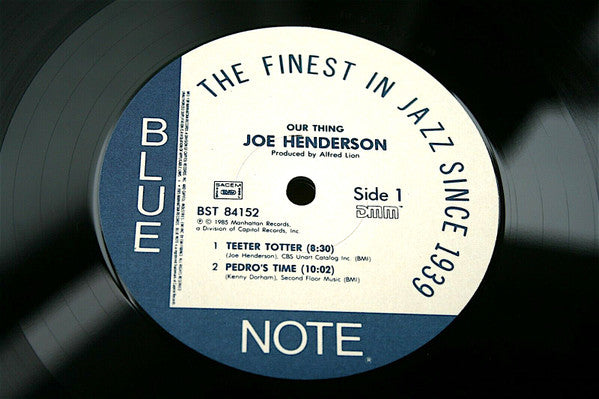 THE FINEST IN JAZZ SINCE 1939
BLUE
NOTE
®
OUR THING
JOE HENDERSON
Produced by Alfred Lion
SACEM
Side 1
DMM™
BST 84152
℗ © 1985 Manhattan Records,
a Division of Capitol Records, Inc.
1 TEETER TOTTER (8:30)
(Joe Henderson), CBS Unart Catalog Inc. (BMI)
2 PEDRO'S TIME (10:02)
(Kenny Dorham), Second Floor Music (BMI)